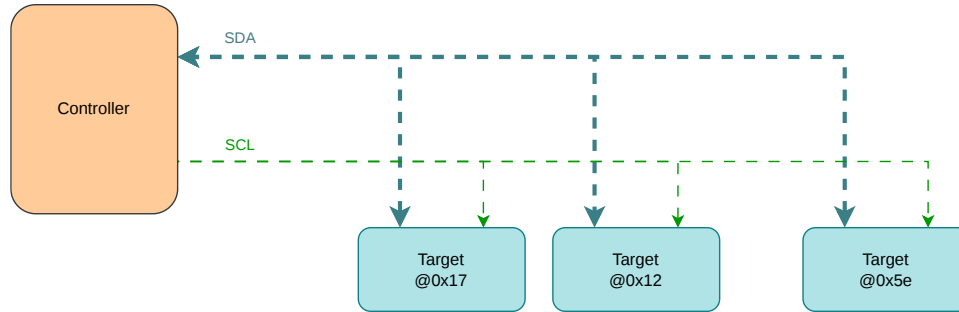 SDA
Controller
SCL
Target
@0x17
Target
@0x12
Target
@0x5e